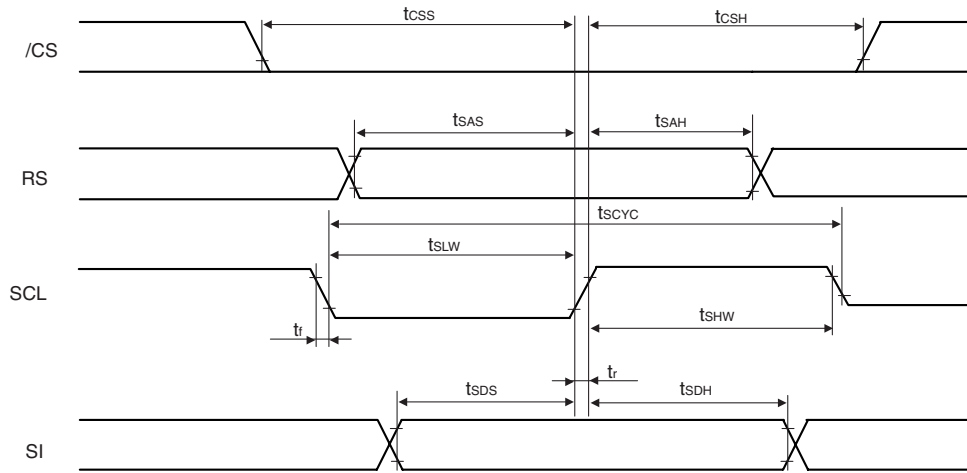 tCSS tCSH
/CS
tSAS tSAH
RS
tSCYC
tSLW
SCL
tSHW
tf
tr
tSDS tSDH
SI